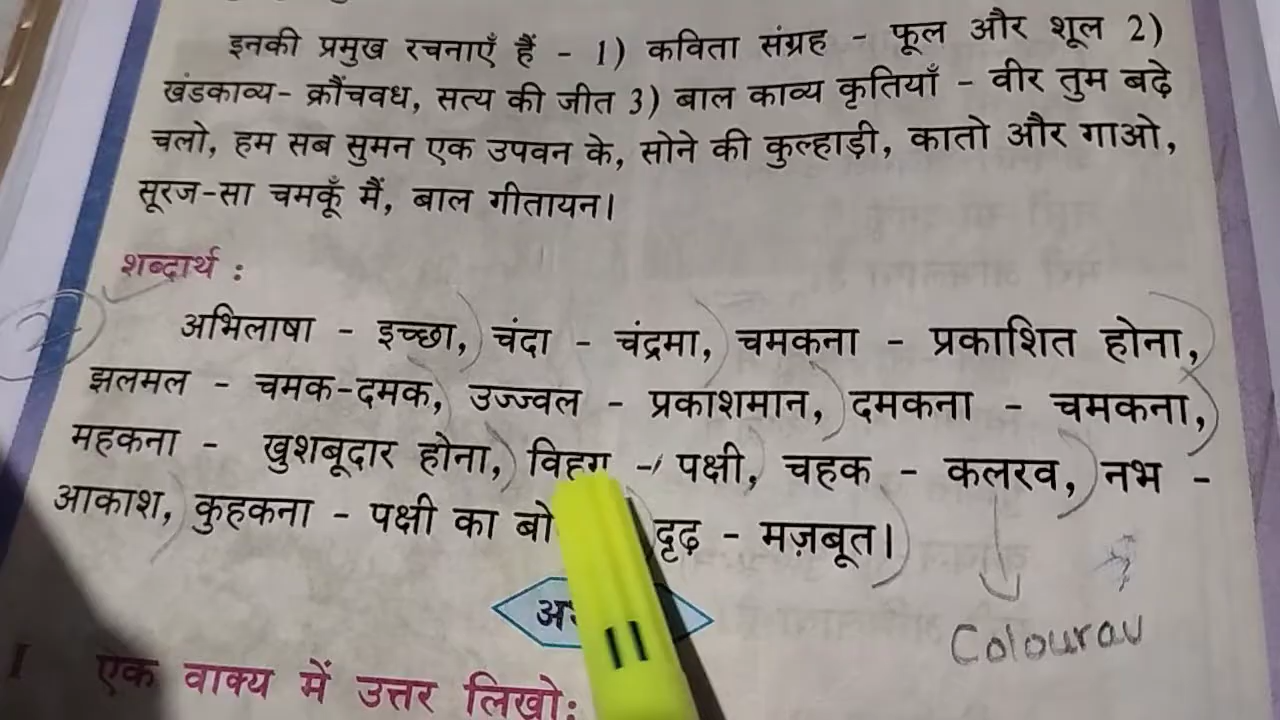 इनकी प्रमुख रचनाएँ हैं - 1) कविता संग्रह - फूल और शूल 2)
खंडकाव्य- क्रौंचवध, सत्य की जीत 3) बाल काव्य कृतियाँ - वीर तुम बढ़े
चलो, हम सब सुमन एक उपवन के, सोने की कुल्हाड़ी, कातो और गाओ,
सूरज-सा चमकूँ मैं, बाल गीतायन।
शब्दार्थ :
अभिलाषा - इच्छा, चंदा - चंद्रमा, चमकना - प्रकाशित होना,
झलमल - चमक-दमक, उज्ज्वल - प्रकाशमान, दमकना - चमकना,
महकना - खुशबूदार होना, विहग - पक्षी, चहक - कलरव, नभ -
आकाश, कुहकना - पक्षी का बो दृढ़ - मज़बूत।
Colourav
I एक वाक्य में उत्तर लिखो: